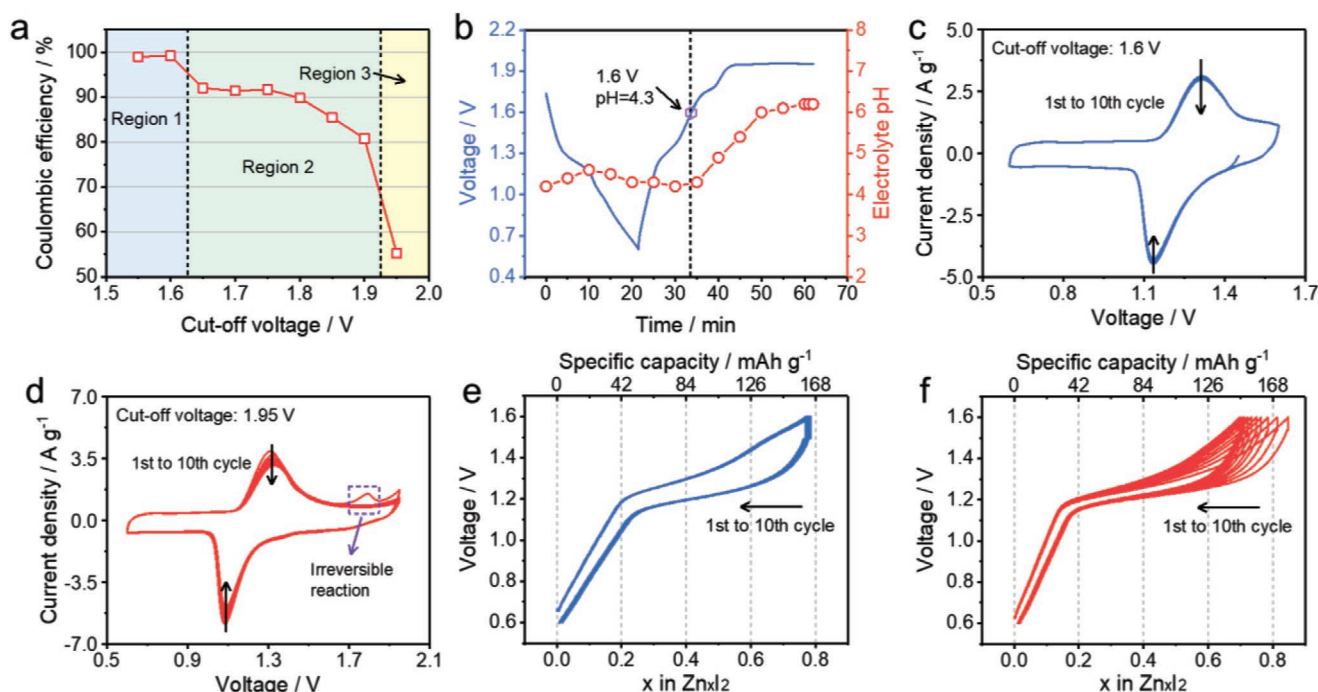 a
100
90
80
70
60
50
Coulombic efficiency / %
Region 1
Region 2
Region 3
1.5 1.6 1.7 1.8 1.9 2.0
Cut-off voltage / V
b
2.2
1.9
1.6
1.3
1.0
0.7
0.4
Voltage / V
1.6 V
pH=4.3
8
7
6
5
4
3
2
Electrolyte pH
0 10 20 30 40 50 60 70
Time / min
c
5.0
2.5
0.0
-2.5
-5.0
Current density / A g-1
Cut-off voltage: 1.6 V
1st to 10th cycle
0.5 1.1 1.4 1.7
Voltage / V
d
7.0
3.5
0.0
-3.5
-7.0
Current density / A g-1
Cut-off voltage: 1.95 V
1st to 10th cycle
Irreversible
reaction
0.5 0.9 1.3 1.7 2.1
Voltage / V
e
Specific capacity / mAh g-1
0 42 84 126 168
1.6
1.4
1.2
1.0
0.8
0.6
Voltage / V
1st to 10th cycle
0.0 0.2 0.4 0.6 0.8
x in ZnxI2
f
Specific capacity / mAh g-1
0 42 84 126 168
1.6
1.4
1.2
1.0
0.8
0.6
Voltage / V
1st to 10th cycle
0.0 0.2 0.4 0.6 0.8
x in ZnxI2